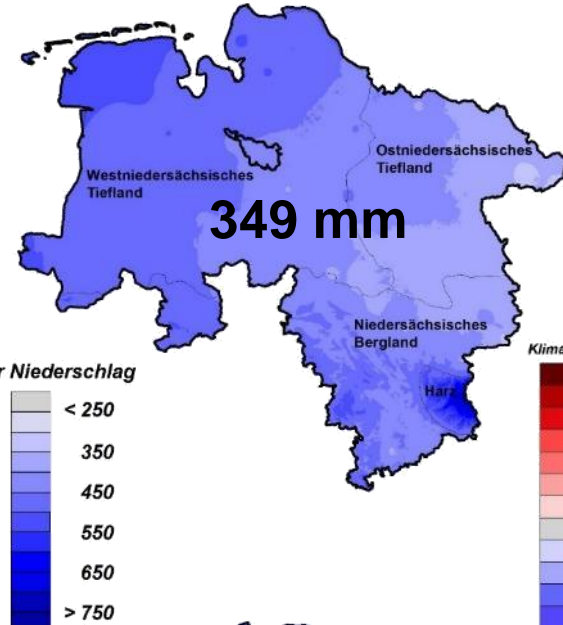 Ostniedersächsisches
Tiefland
Westniedersächsisches
Tiefland
349 mm
Niedersächsisches
Bergland
Harz
r Niederschlag
< 250
350
450
550
650
> 750
Klima